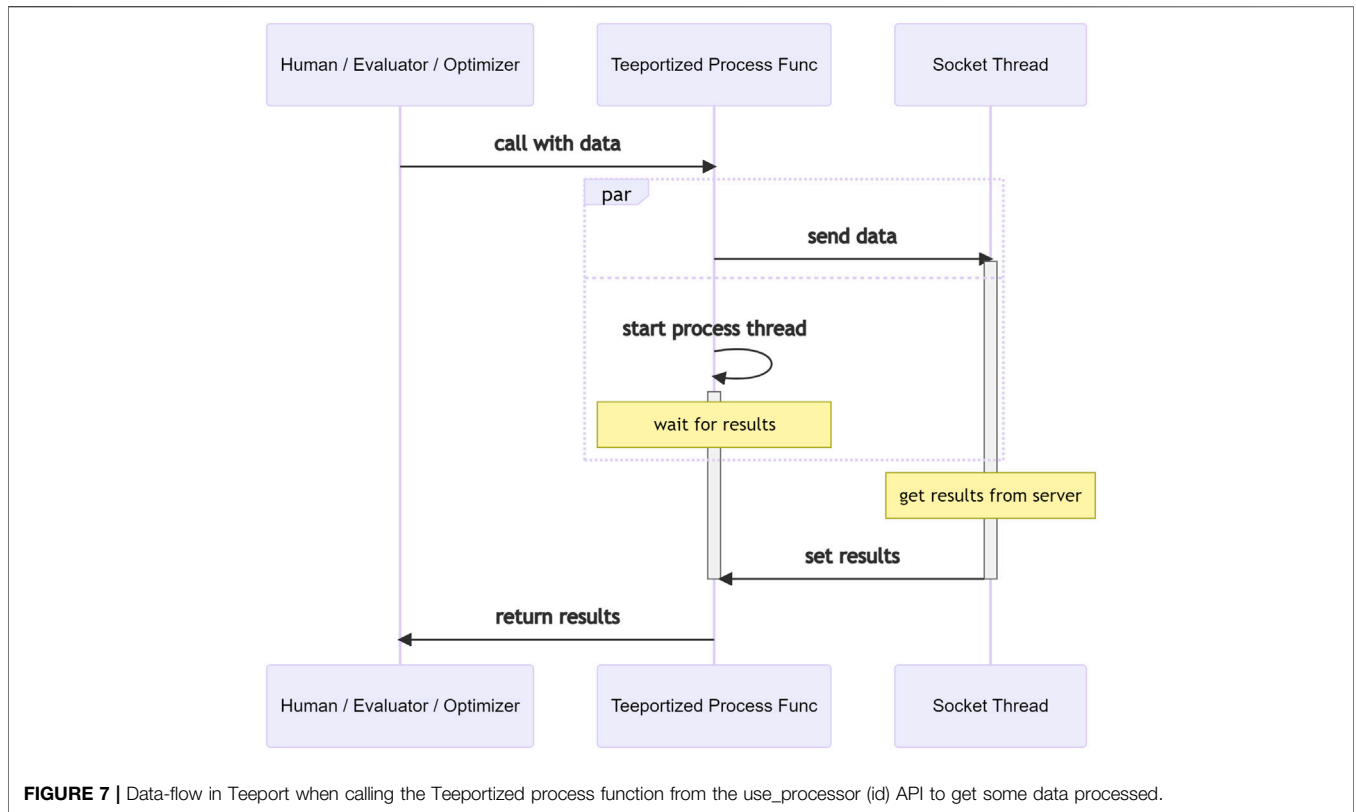 Human / Evaluator / Optimizer
Teeportized Process Func
Socket Thread
call with data
par
send data
start process thread
wait for results
get results from server
set results
return results
Human / Evaluator / Optimizer
Teeportized Process Func
Socket Thread
FIGURE 7 | Data-flow in Teeport when calling the Teeportized process function from the use_processor (id) API to get some data processed.